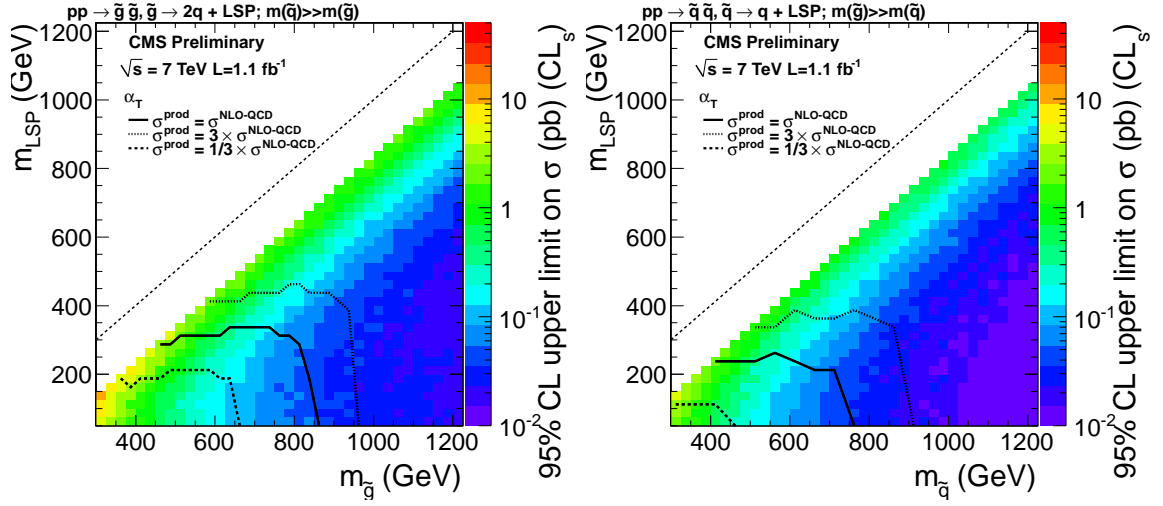 pp → g̃ g̃, g̃ → 2q + LSP; m(q̃)>>m(g̃)
m_LSP (GeV)
1200
1000
800
600
400
200
CMS Preliminary
√s = 7 TeV L=1.1 fb⁻¹
α_T
σ^prod = σ^NLO-QCD
σ^prod = 3 × σ^NLO-QCD
σ^prod = 1/3 × σ^NLO-QCD
400 600 800 1000 1200
m_g̃ (GeV)
10
1
10⁻¹
10⁻²
95% CL upper limit on σ (pb) (CL_s)
pp → q̃ q̃, q̃ → q + LSP; m(g̃)>>m(q̃)
m_LSP (GeV)
1200
1000
800
600
400
200
CMS Preliminary
√s = 7 TeV L=1.1 fb⁻¹
α_T
σ^prod = σ^NLO-QCD
σ^prod = 3 × σ^NLO-QCD
σ^prod = 1/3 × σ^NLO-QCD
400 600 800 1000 1200
m_q̃ (GeV)
10
1
10⁻¹
10⁻²
95% CL upper limit on σ (pb) (CL_s)